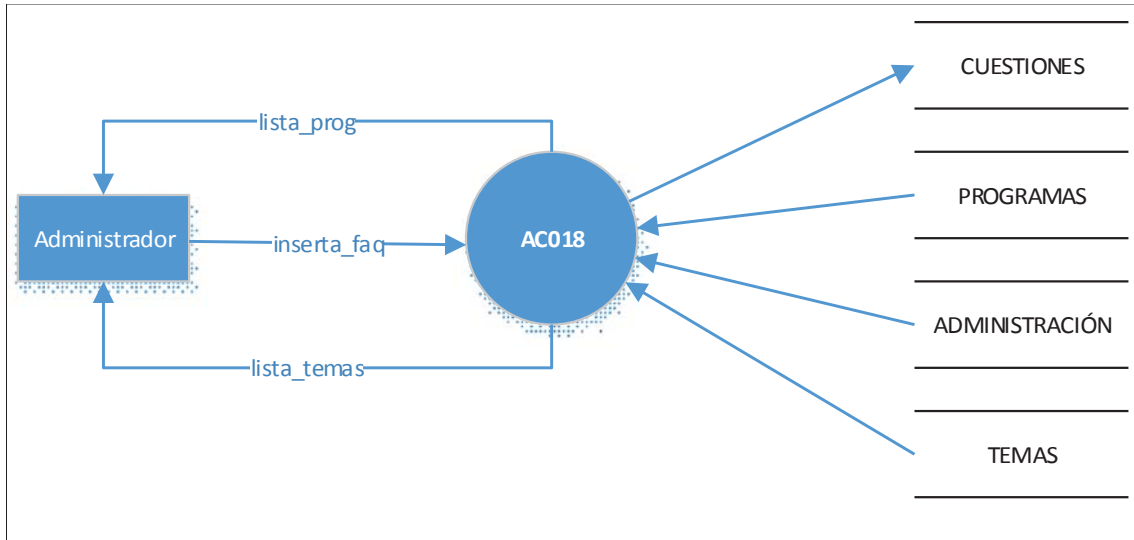 CUESTIONES
lista_prog
PROGRAMAS
Administrador
inserta_faq
AC018
ADMINISTRACIÓN
lista_temas
TEMAS